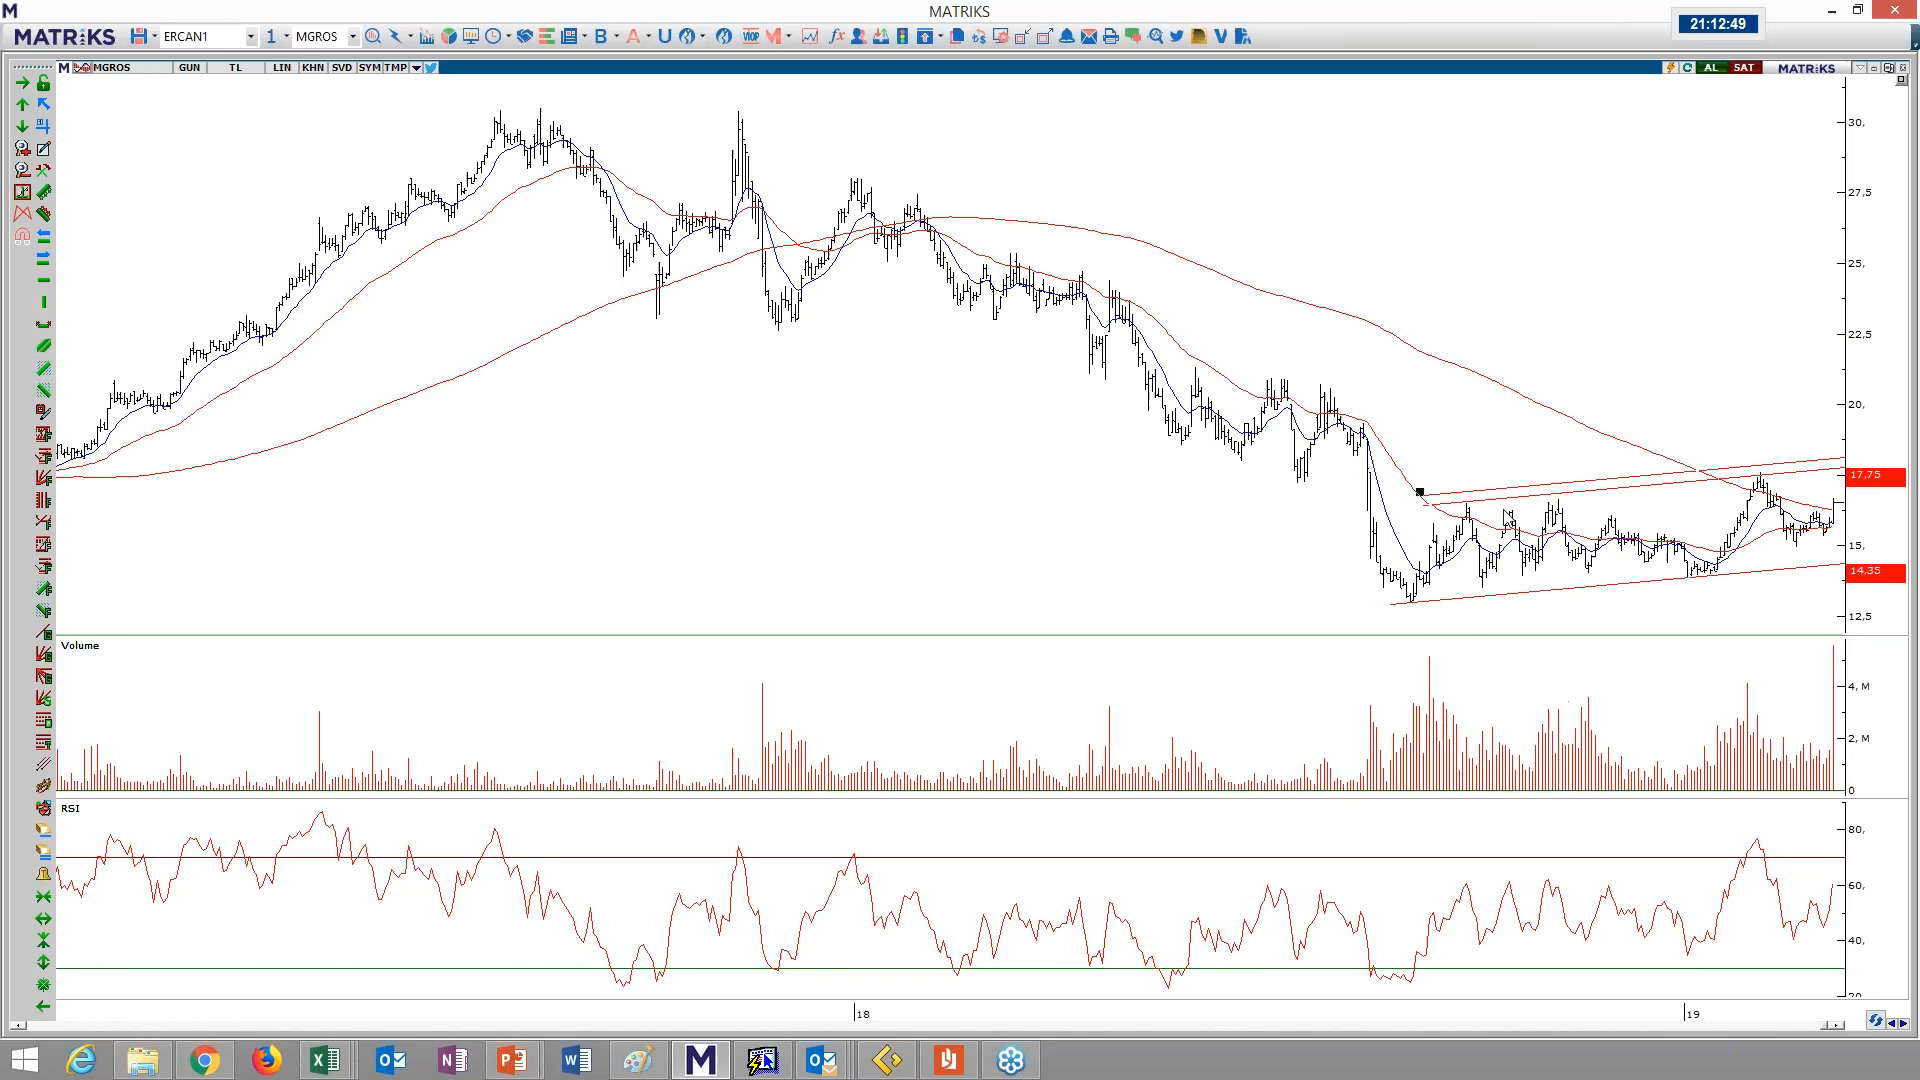 MATRIKS
21:12:49
MATRIKS ERCAN1 1 MGROS
MGROS GUN TL LIN KHN SVD SYM TMP AL SAT MATRIKS
30,
27,5
25,
22,5
20,
17,75
15,
14,35
12,5
Volume
4, M
2, M
0
RSI
80,
60,
40,
20
18 19